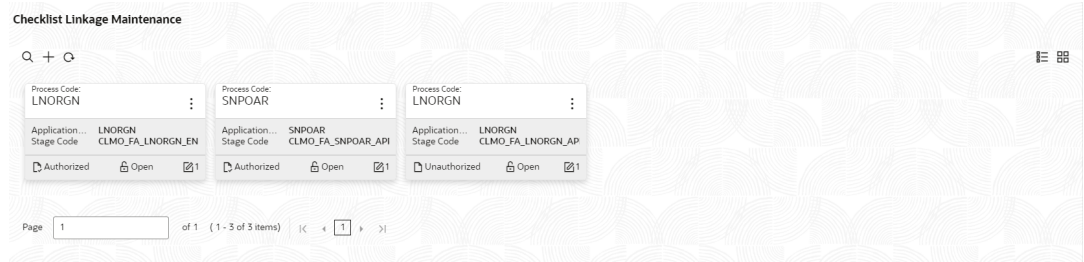 Checklist Linkage Maintenance
Process Code:
LNORGN
Application... LNORGN
Stage Code CLMO_FA_LNORGN_EN
Authorized Open 1
Process Code:
SNPOAR
Application... SNPOAR
Stage Code CLMO_FA_SNPOAR_API
Authorized Open 1
Process Code:
LNORGN
Application... LNORGN
Stage Code CLMO_FA_LNORGN_AP
Unauthorized Open 1
Page 1 of 1 ( 1 - 3 of 3 items) 1